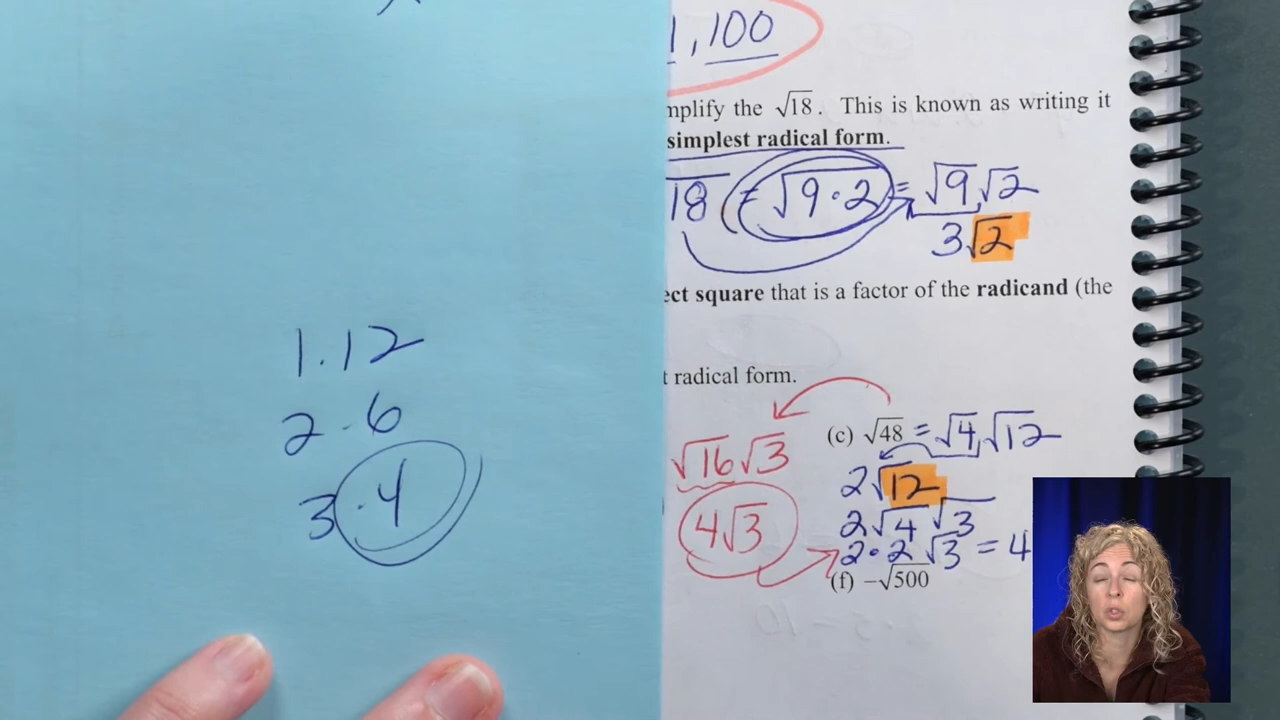 1,100
mplify the √18. This is known as writing it
simplest radical form.
18 = √9·2 = √9√2
3√2
ect square that is a factor of the radicand (the
t radical form.
1·12
2·6
3·4
√16√3
4√3
(c) √48 = √4√12
2√12
2√4√3
2·2√3 = 4
(f) −√500